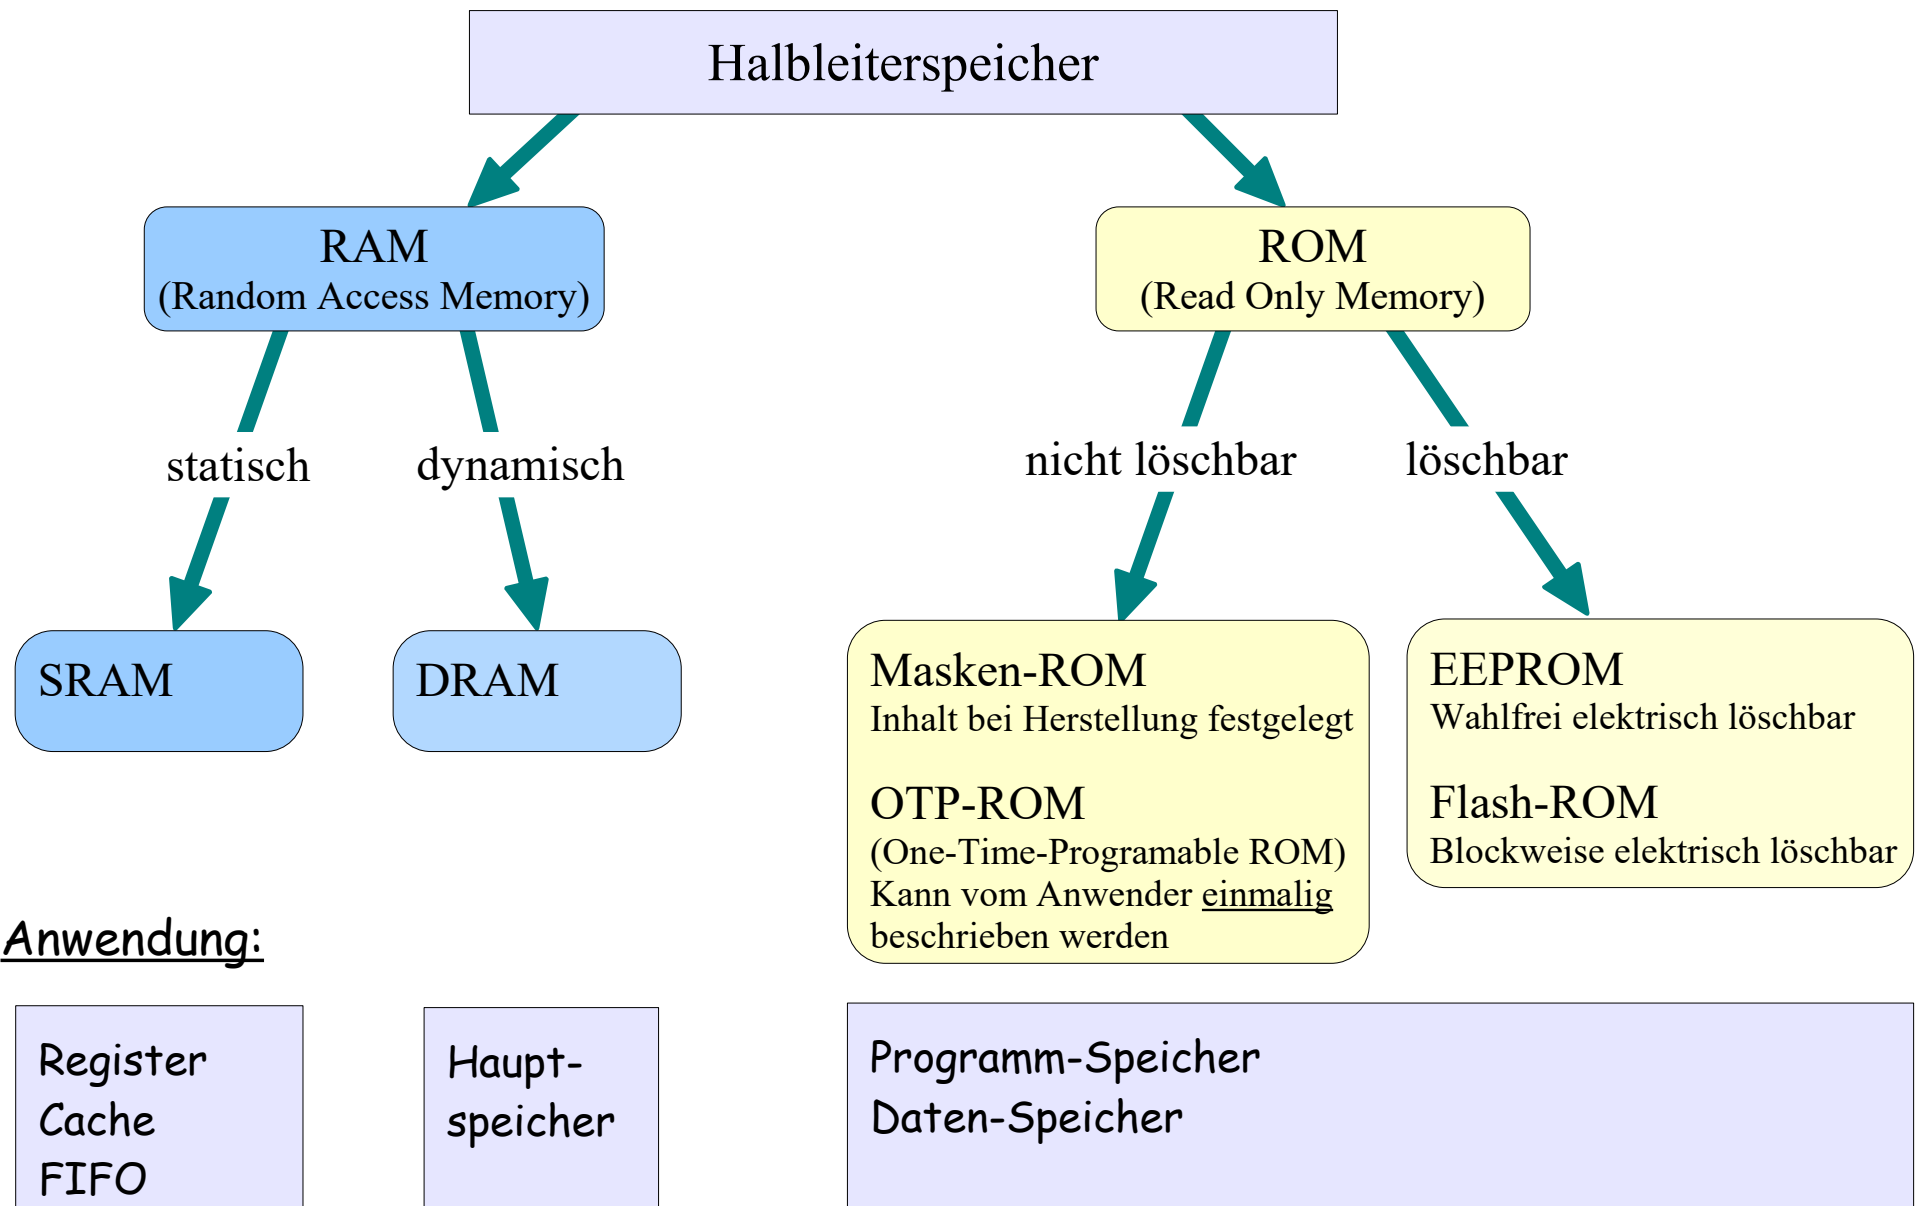 Halbleiterspeicher
RAM
(Random Access Memory)
ROM
(Read Only Memory)
statisch
dynamisch
nicht löschbar
löschbar
SRAM
DRAM
Masken-ROM
Inhalt bei Herstellung festgelegt
OTP-ROM
(One-Time-Programable ROM)
Kann vom Anwender einmalig
beschrieben werden
EEPROM
Wahlfrei elektrisch löschbar
Flash-ROM
Blockweise elektrisch löschbar
Anwendung:
Register
Cache
FIFO
Haupt-
speicher
Programm-Speicher
Daten-Speicher